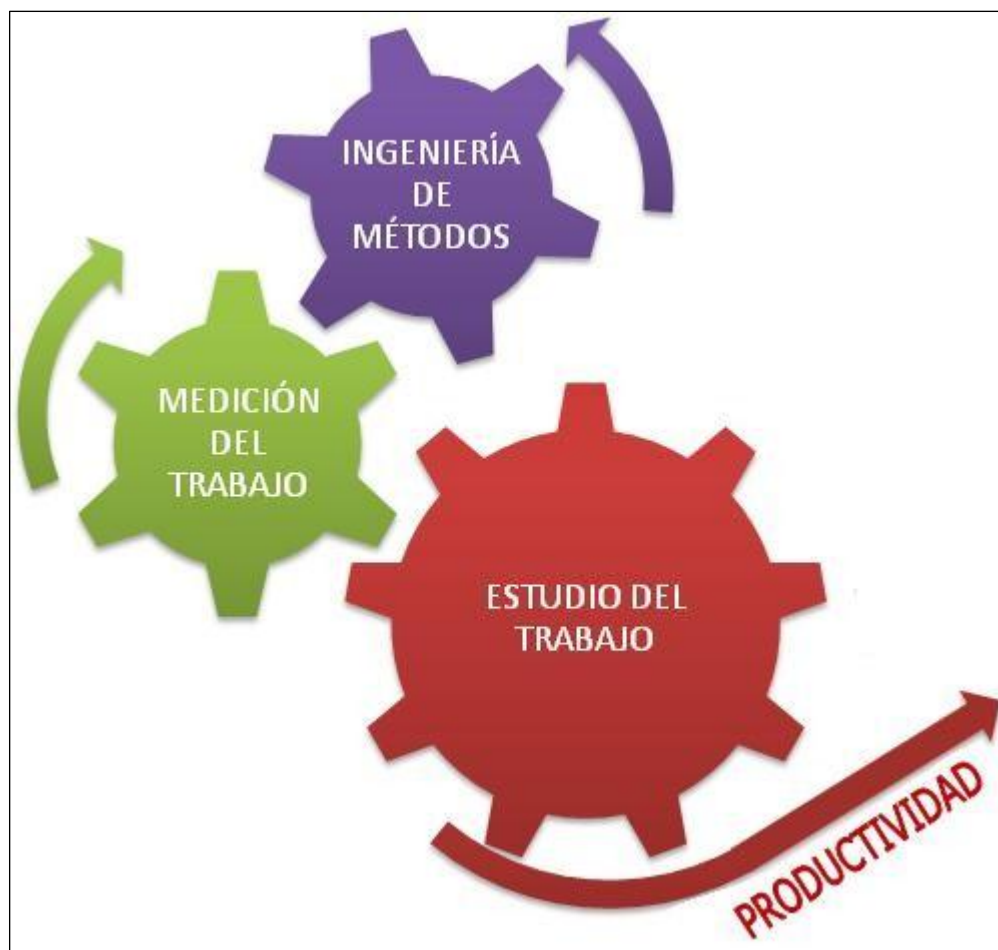 INGENIERÍA
DE
MÉTODOS
MEDICIÓN
DEL
TRABAJO
ESTUDIO DEL
TRABAJO
PRODUCTIVIDAD